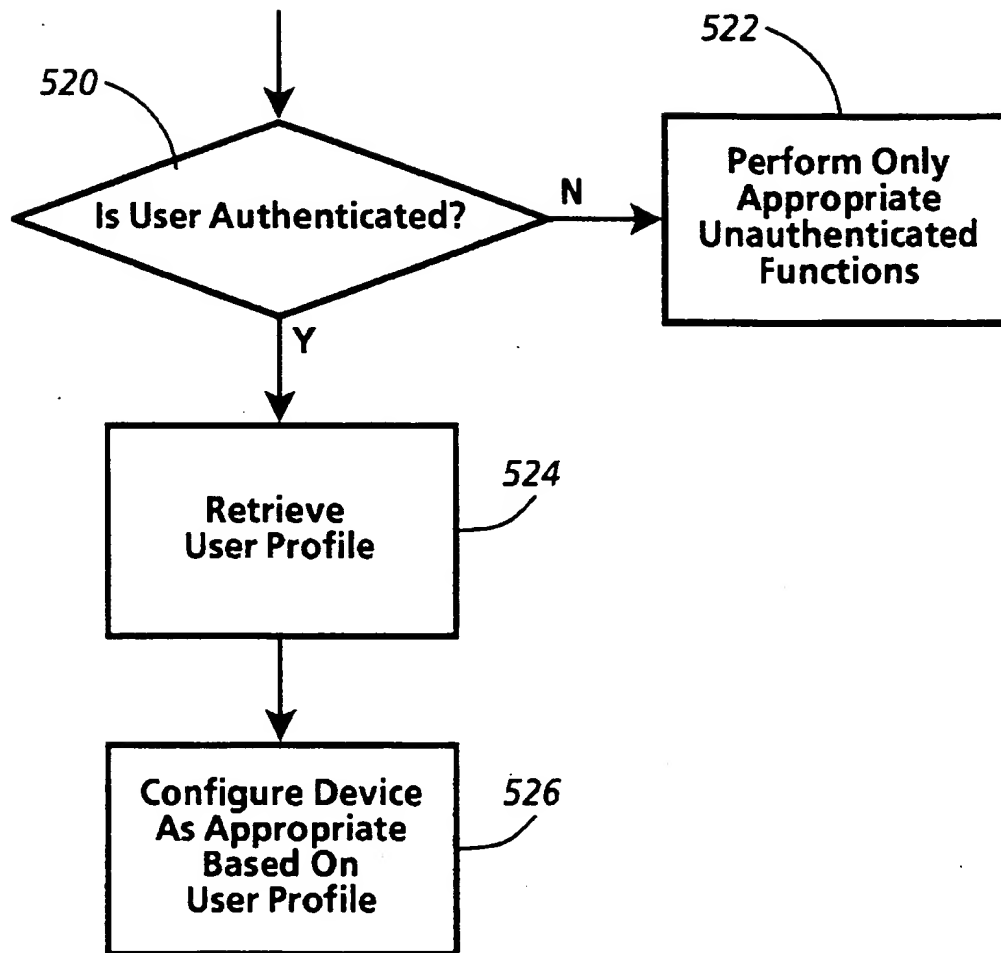 520
522
Is User Authenticated?
N
Perform Only
Appropriate
Unauthenticated
Functions
Y
524
Retrieve
User Profile
526
Configure Device
As Appropriate
Based On
User Profile